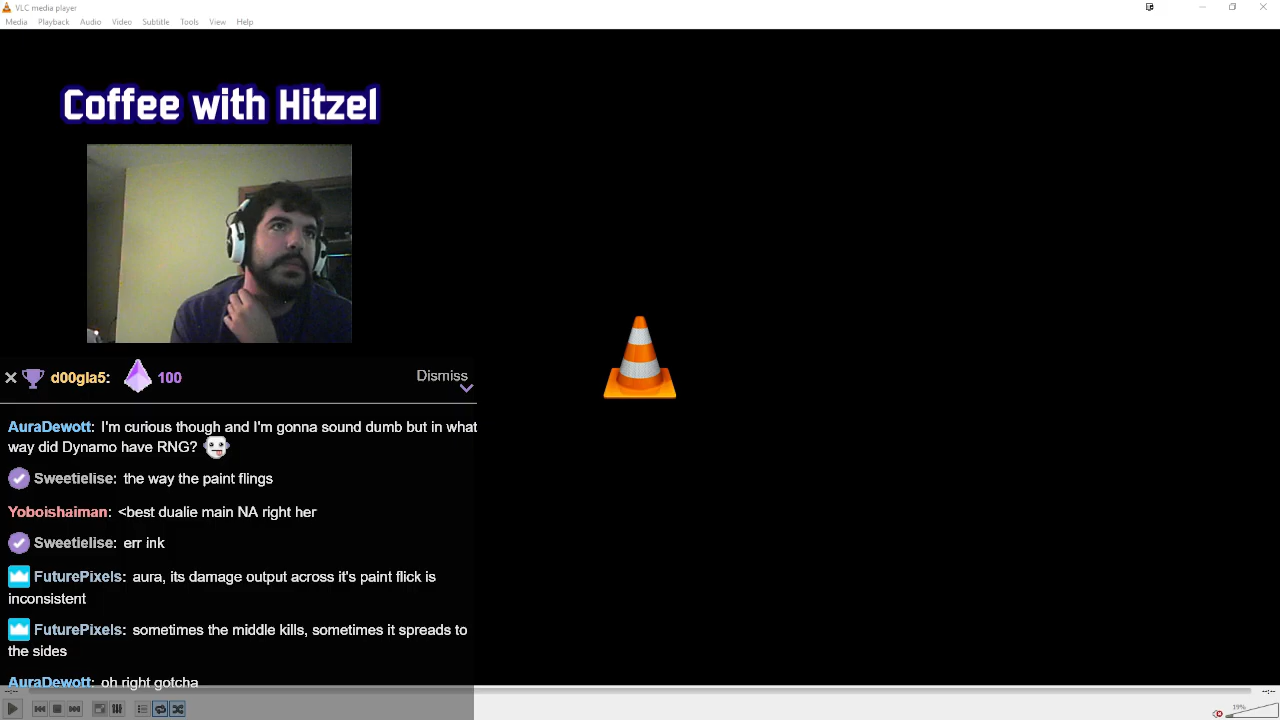 VLC media player
Media Playback Audio Video Subtitle Tools View Help
Coffee with Hitzel
d00gla5: 100 Dismiss
AuraDewott: I'm curious though and I'm gonna sound dumb but in what
way did Dynamo have RNG?
Sweetielise: the way the paint flings
Yoboishaiman: <best dualie main NA right her
Sweetielise: err ink
FuturePixels: aura, its damage output across it's paint flick is
inconsistent
FuturePixels: sometimes the middle kills, sometimes it spreads to
the sides
AuraDewott: oh right gotcha
--:-- --:--
19%